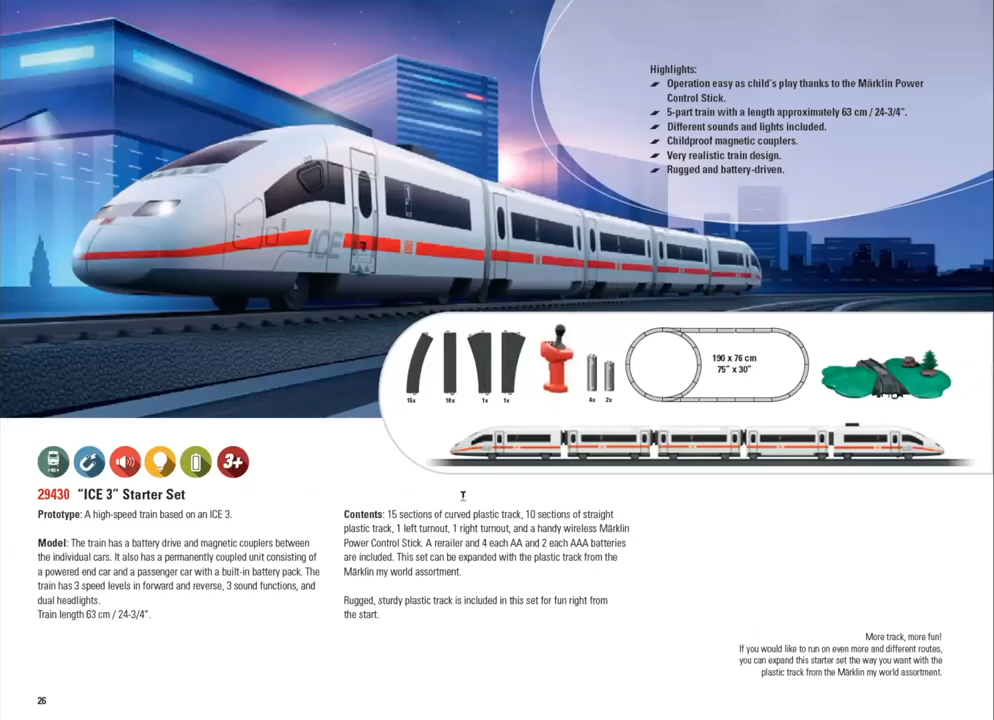 Highlights:
Operation easy as child's play thanks to the Märklin Power
Control Stick.
5-part train with a length approximately 63 cm / 24-3/4".
Different sounds and lights included.
Childproof magnetic couplers.
Very realistic train design.
Rugged and battery-driven.
ICE
190 x 76 cm
75" x 30"
15x
10x
1x
1x
4x
2x
3+
29430 "ICE 3" Starter Set
Prototype: A high-speed train based on an ICE 3.
Model: The train has a battery drive and magnetic couplers between
the individual cars. It also has a permanently coupled unit consisting of
a powered end car and a passenger car with a built-in battery pack. The
train has 3 speed levels in forward and reverse, 3 sound functions, and
dual headlights.
Train length 63 cm / 24-3/4".
T
Contents: 15 sections of curved plastic track, 10 sections of straight
plastic track, 1 left turnout, 1 right turnout, and a handy wireless Märklin
Power Control Stick. A rerailer and 4 each AA and 2 each AAA batteries
are included. This set can be expanded with the plastic track from the
Märklin my world assortment.
Rugged, sturdy plastic track is included in this set for fun right from
the start.
More track, more fun!
If you would like to run on even more and different routes,
you can expand this starter set the way you want with the
plastic track from the Märklin my world assortment.
26